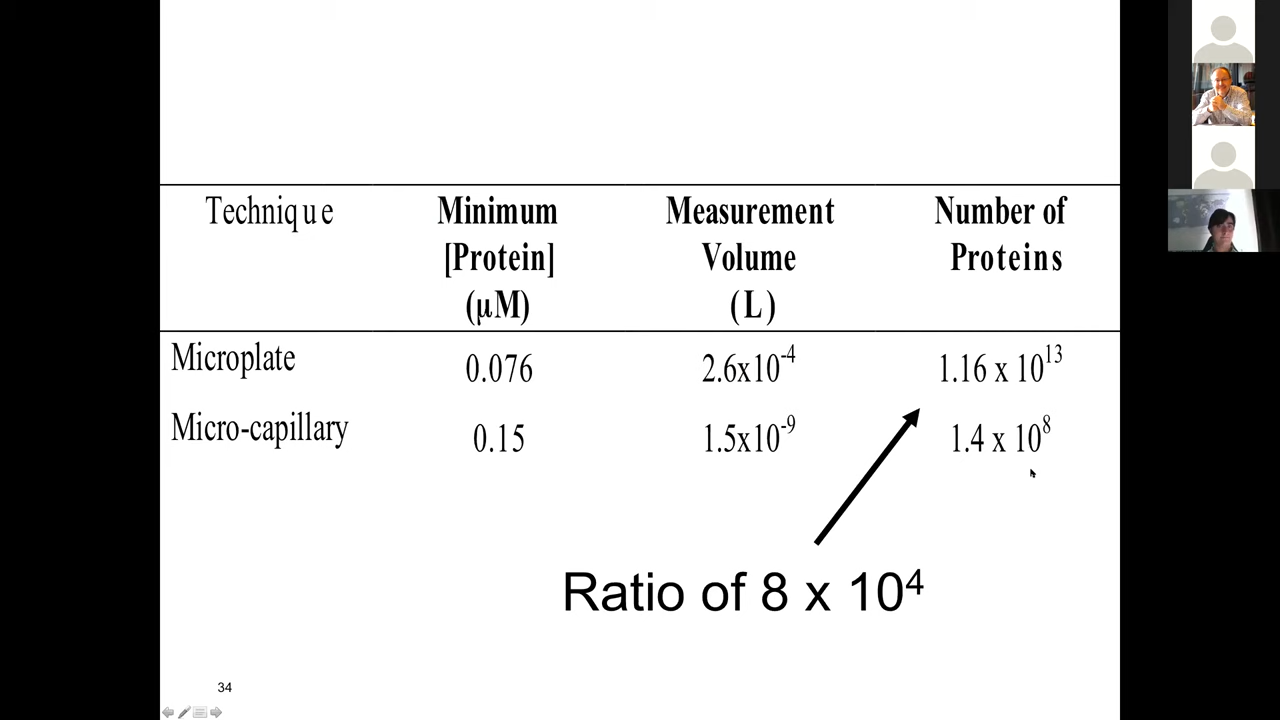 Technique Minimum Measurement Number of
[Protein] Volume Proteins
(µM) (L)
Microplate 0.076 2.6x10⁻⁴ 1.16 x 10¹³
Micro-capillary 0.15 1.5x10⁻⁹ 1.4 x 10⁸
Ratio of 8 x 10⁴
34